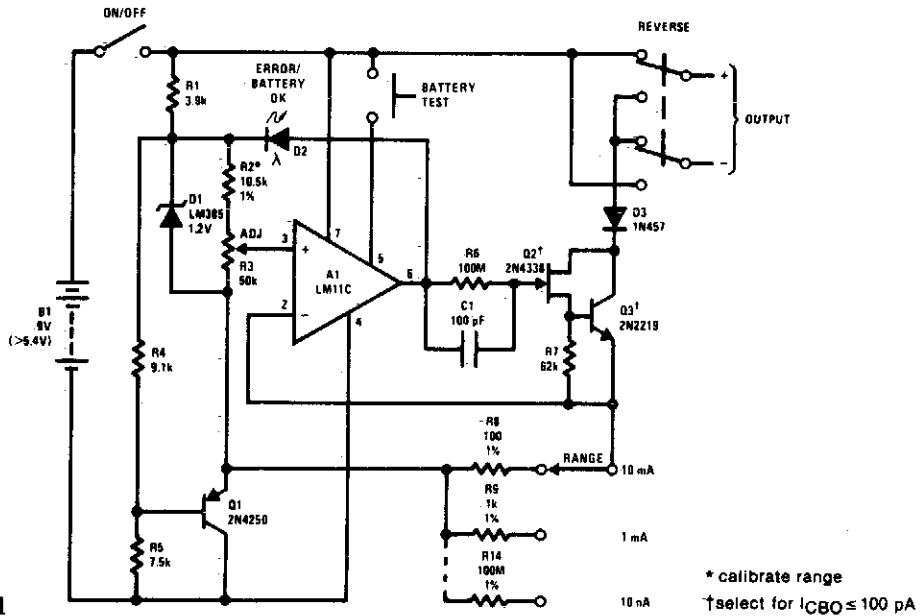 ON/OFF
REVERSE
R1
3.9k
ERROR/
BATTERY
OK
BATTERY
TEST
+
OUTPUT
−
D2
λ
R2*
10.5k
1%
D1
LM385
1.2V
ADJ
R3
50k
3
+
7
A1
LM11C
5
6
2
−
4
R6
100M
C1
100 pF
Q2†
2N4338
D3
1N457
Q3†
2N2219
R7
62k
B1
9V
(>5.4V)
R4
9.1k
R8
100
1%
RANGE
10 mA
Q1
2N4250
R9
1k
1%
1 mA
R5
7.5k
R14
100M
1%
10 nA
* calibrate range
†select for ICBO ≤ 100 pA